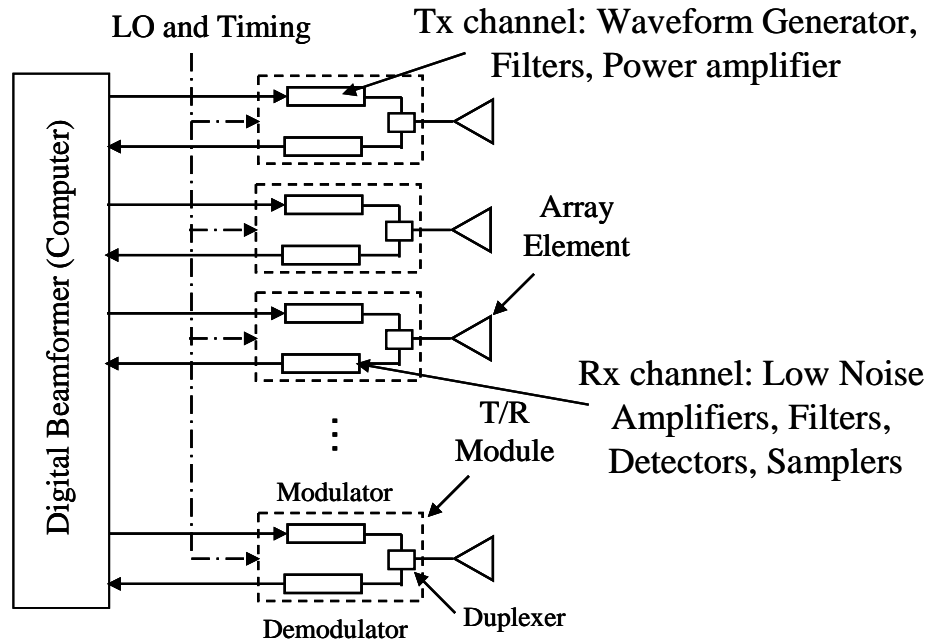 LO and Timing
Tx channel: Waveform Generator,
Filters, Power amplifier
Digital Beamformer (Computer)
Array
Element
Rx channel: Low Noise
Amplifiers, Filters,
Detectors, Samplers
T/R
Module
Modulator
Duplexer
Demodulator